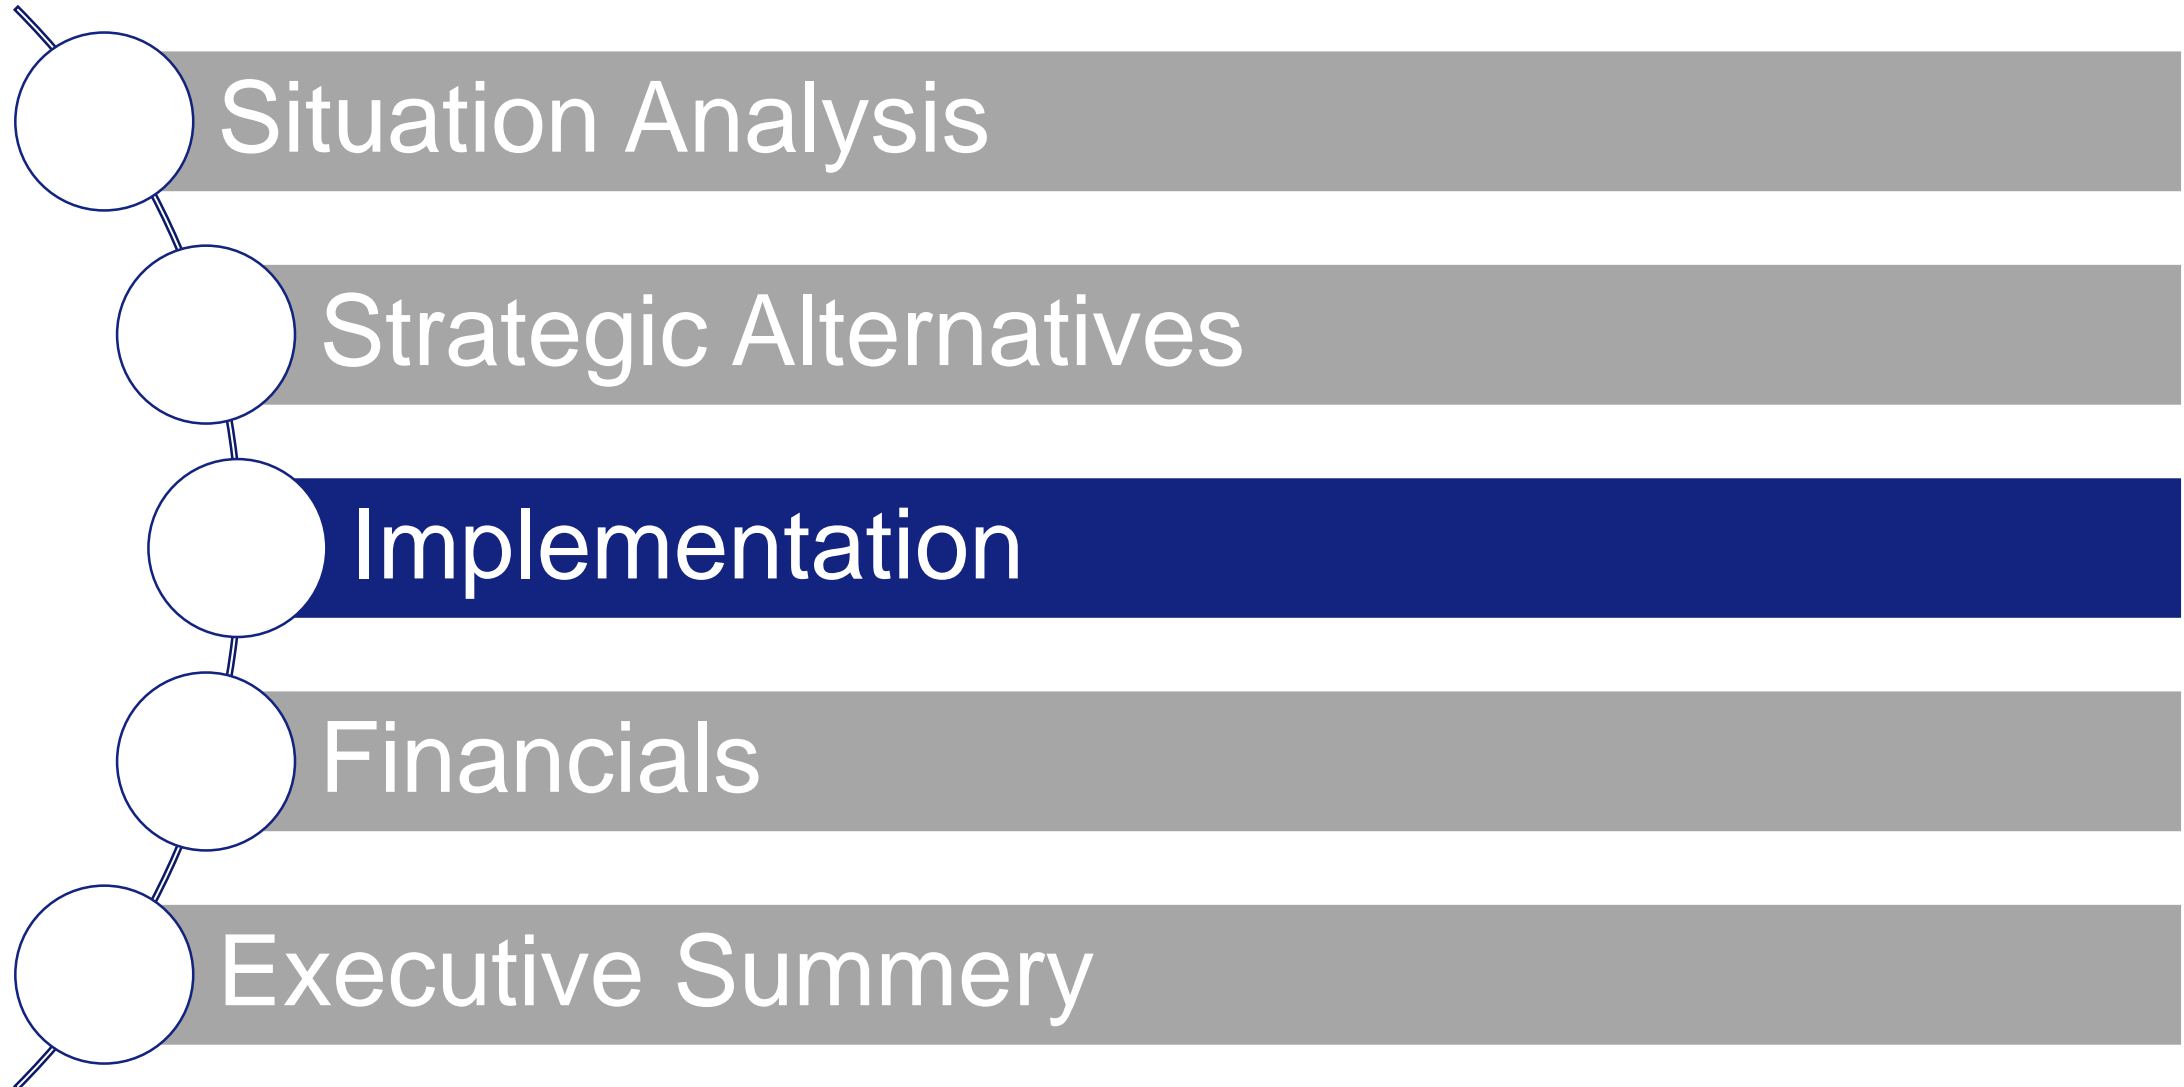 Situation Analysis
Strategic Alternatives
Implementation
Financials
Executive Summery